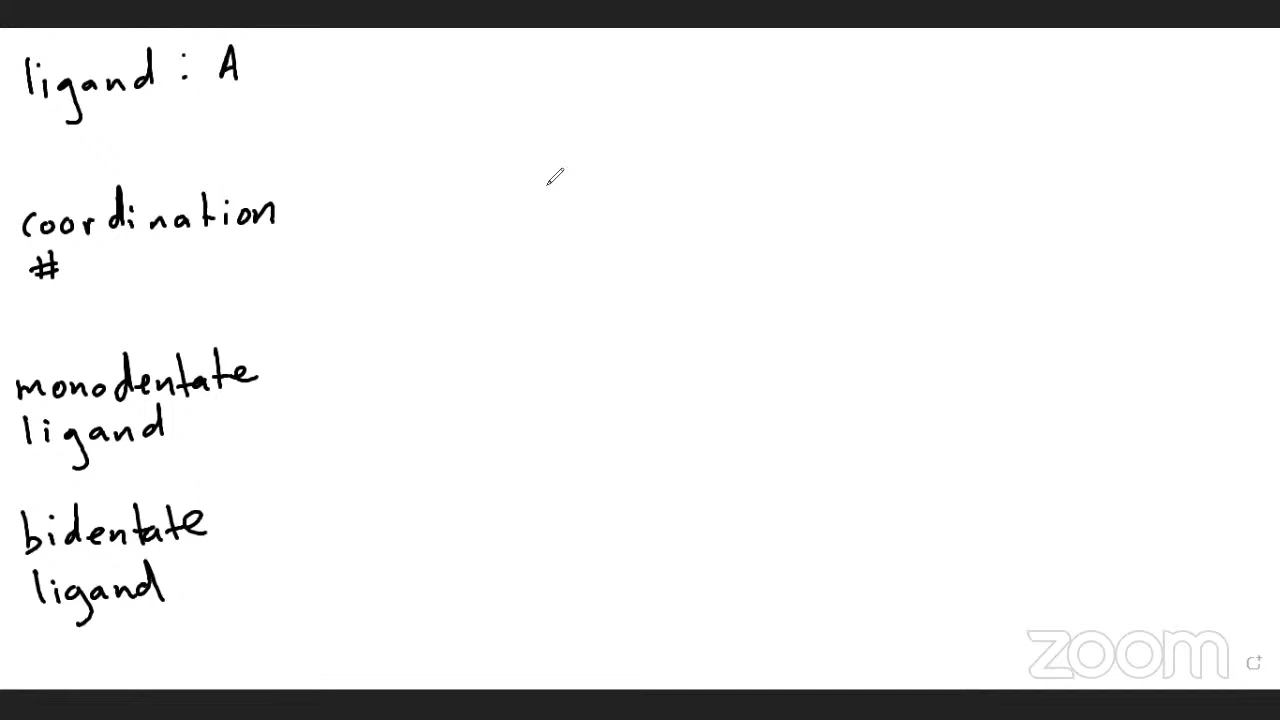 ligand : A
coordination
#
monodentate
ligand
bidentate
ligand
zoom